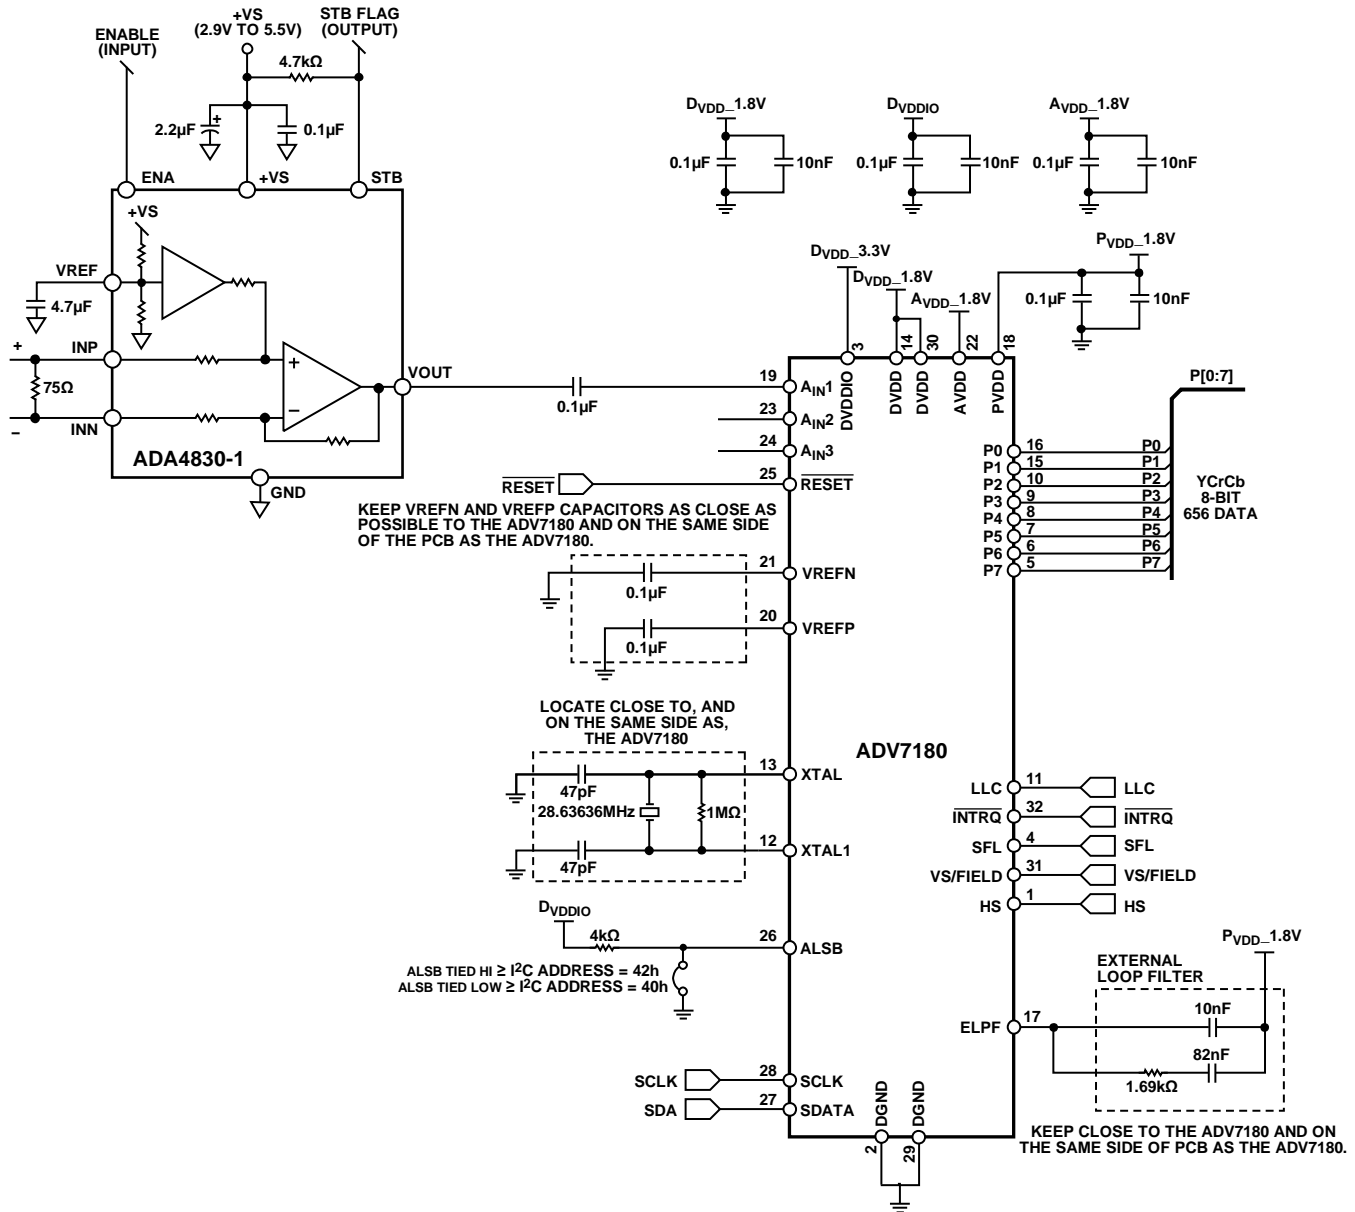 ENABLE
(INPUT)
+VS
(2.9V TO 5.5V)
STB FLAG
(OUTPUT)
4.7kΩ
2.2µF
+
0.1µF
ENA
+VS
STB
+VS
VREF
4.7µF
+
INP
75Ω
–
INN
+
–
VOUT
ADA4830-1
GND
0.1µF
DVDD_1.8V
0.1µF
10nF
DVDDIO
0.1µF
10nF
AVDD_1.8V
0.1µF
10nF
DVDD_3.3V
DVDD_1.8V
AVDD_1.8V
PVDD_1.8V
0.1µF
10nF
3
14
30
22
18
DVDDIO
DVDD
DVDD
AVDD
PVDD
19
AIN1
23
AIN2
24
AIN3
RESET
25
RESET
KEEP VREFN AND VREFP CAPACITORS AS CLOSE AS
POSSIBLE TO THE ADV7180 AND ON THE SAME SIDE
OF THE PCB AS THE ADV7180.
21
VREFN
0.1µF
20
VREFP
0.1µF
LOCATE CLOSE TO, AND
ON THE SAME SIDE AS,
THE ADV7180
13
XTAL
47pF
28.63636MHz
1MΩ
12
XTAL1
47pF
DVDDIO
4kΩ
26
ALSB
ALSB TIED HI ≥ I2C ADDRESS = 42h
ALSB TIED LOW ≥ I2C ADDRESS = 40h
SCLK
28
SCLK
SDA
27
SDATA
ADV7180
DGND
DGND
2
29
P[0:7]
P0 16 P0
P1 15 P1
P2 10 P2
P3 9 P3
P4 8 P4
P5 7 P5
P6 6 P6
P7 5 P7
YCrCb
8-BIT
656 DATA
LLC 11 LLC
INTRQ 32 INTRQ
SFL 4 SFL
VS/FIELD 31 VS/FIELD
HS 1 HS
PVDD_1.8V
EXTERNAL
LOOP FILTER
ELPF 17
10nF
82nF
1.69kΩ
KEEP CLOSE TO THE ADV7180 AND ON
THE SAME SIDE OF PCB AS THE ADV7180.